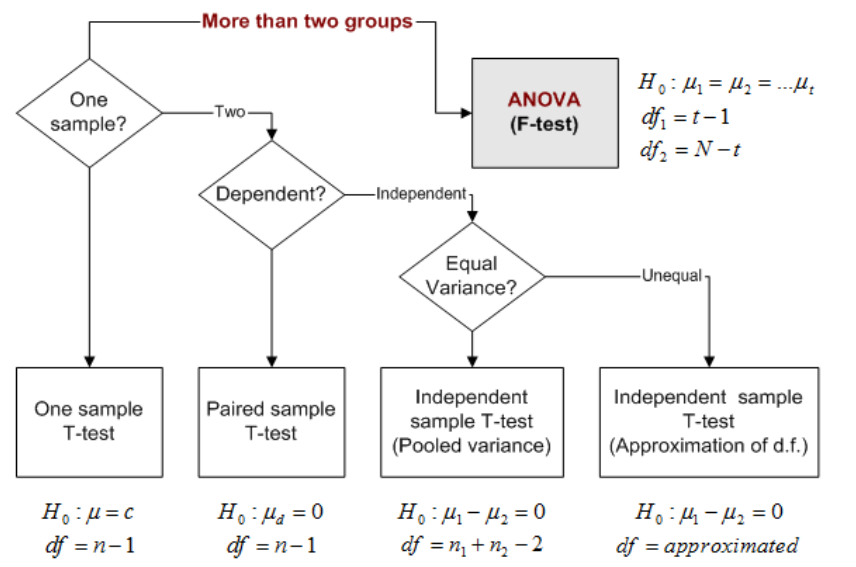 More than two groups
One
sample?
Two
ANOVA
(F-test)
H₀ : μ₁ = μ₂ = ...μₜ
df₁ = t − 1
df₂ = N − t
Dependent?
Independent
Equal
Variance?
Unequal
One sample
T-test
Paired sample
T-test
Independent
sample T-test
(Pooled variance)
Independent sample
T-test
(Approximation of d.f.)
H₀ : μ = c
df = n − 1
H₀ : μ_d = 0
df = n − 1
H₀ : μ₁ − μ₂ = 0
df = n₁ + n₂ − 2
H₀ : μ₁ − μ₂ = 0
df = approximated